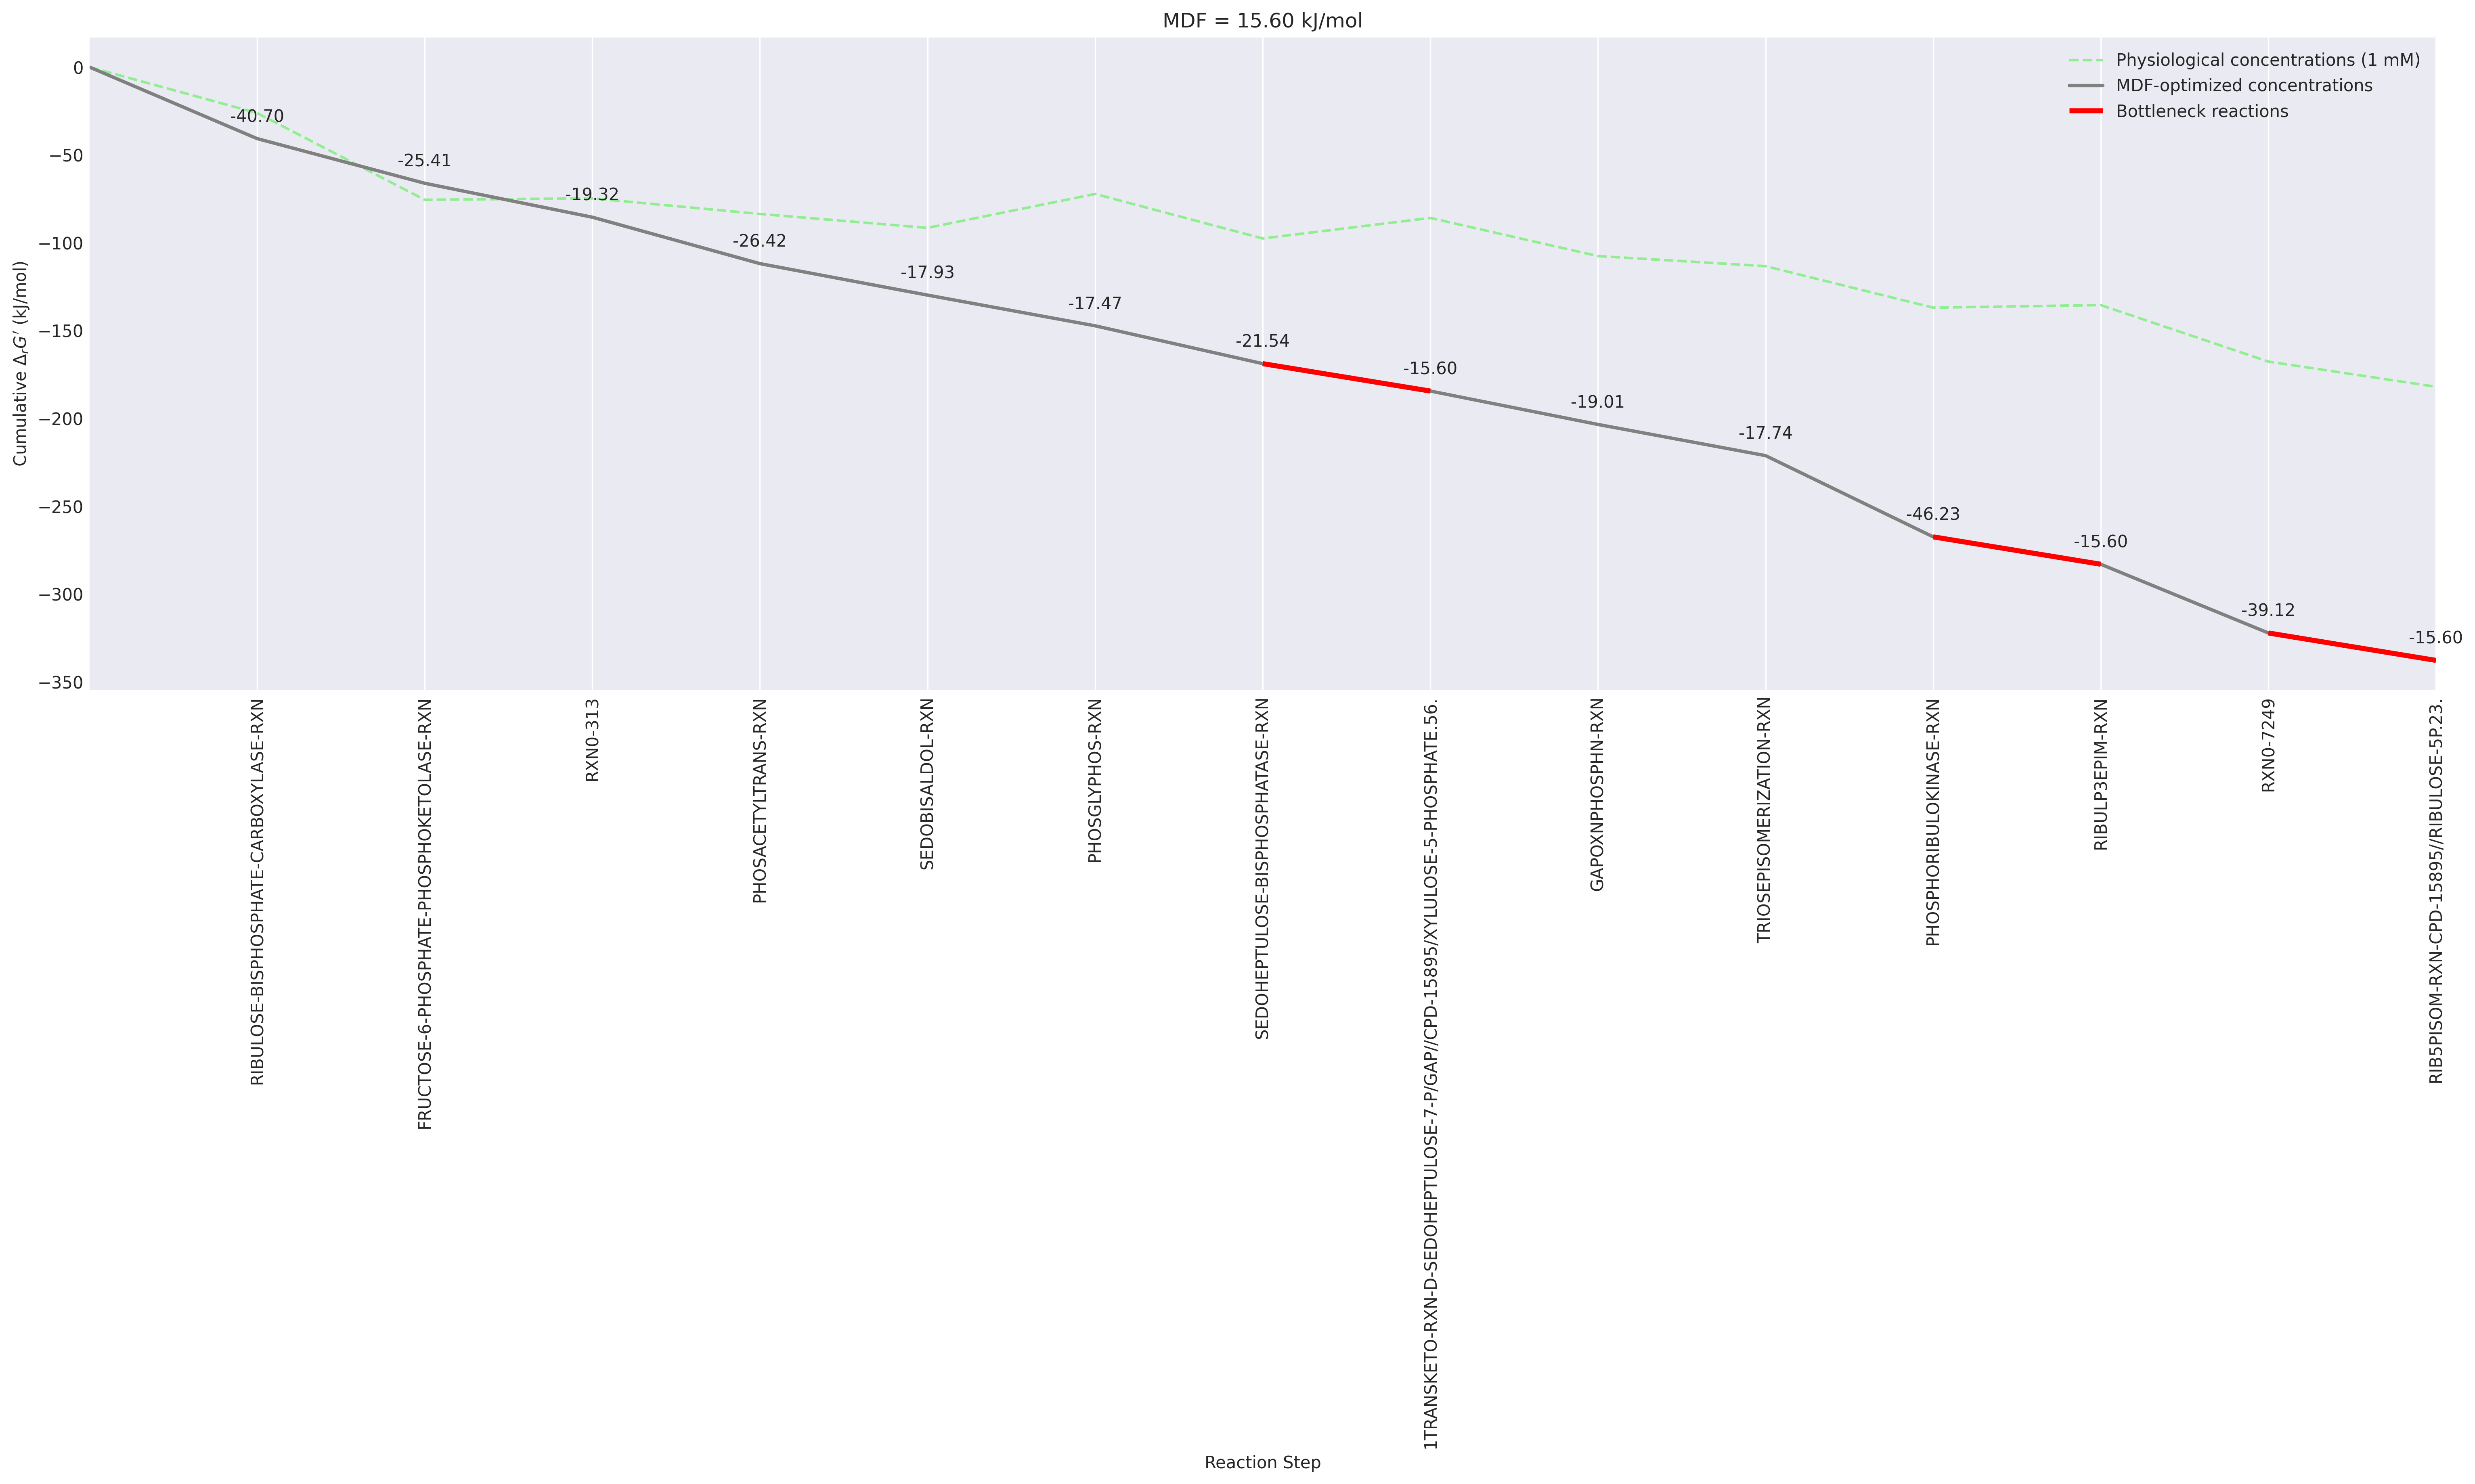 MDF = 15.60 kJ/mol
Physiological concentrations (1 mM)
MDF-optimized concentrations
Bottleneck reactions
Cumulative ΔrG′ (kJ/mol)
0
−50
−100
−150
−200
−250
−300
−350
-40.70
-25.41
-19.32
-26.42
-17.93
-17.47
-21.54
-15.60
-19.01
-17.74
-46.23
-15.60
-39.12
-15.60
RIBULOSE-BISPHOSPHATE-CARBOXYLASE-RXN
FRUCTOSE-6-PHOSPHATE-PHOSPHOKETOLASE-RXN
RXN0-313
PHOSACETYLTRANS-RXN
SEDOBISALDOL-RXN
PHOSGLYPHOS-RXN
SEDOHEPTULOSE-BISPHOSPHATASE-RXN
1TRANSKETO-RXN-D-SEDOHEPTULOSE-7-P/GAP//CPD-15895/XYLULOSE-5-PHOSPHATE.56.
GAPOXNPHOSPHN-RXN
TRIOSEPISOMERIZATION-RXN
PHOSPHORIBULOKINASE-RXN
RIBULP3EPIM-RXN
RXN0-7249
RIB5PISOM-RXN-CPD-15895//RIBULOSE-5P.23.
Reaction Step